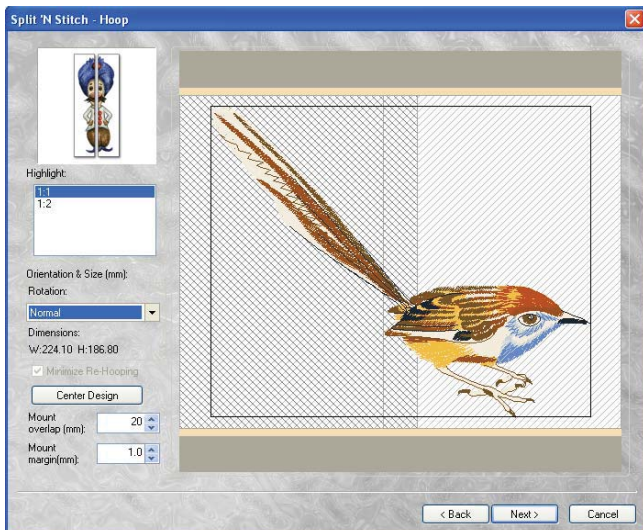 Split 'N Stitch - Hoop
Highlight:
1:1
1:2
Orientation & Size (mm):
Rotation:
Normal
Dimensions:
W:224.10 H:186.80
Minimize Re-Hooping
Center Design
Mount
overlap (mm):
20
Mount
margin(mm):
1.0
< Back
Next >
Cancel